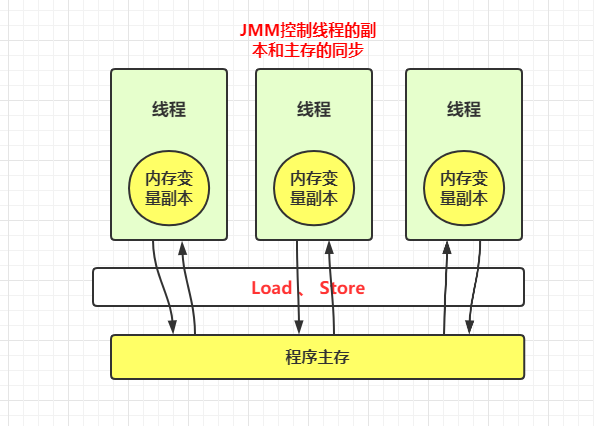 JMM控制线程的副
本和主存的同步
线程
线程
线程
内存变
量副本
内存变
量副本
内存变
量副本
Load 、 Store
程序主存